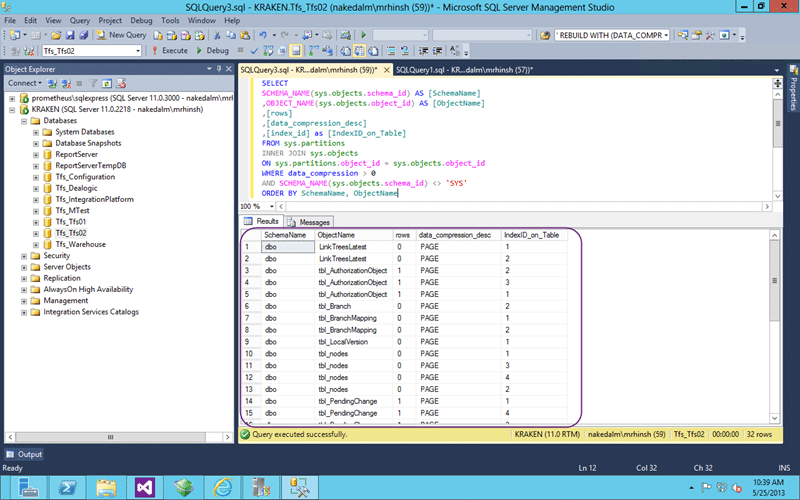 SQLQuery3.sql - KRAKEN.Tfs_Tfs02 (nakedalm\mrhinsh (59))* - Microsoft SQL Server Management Studio
File Edit View Query Project Debug Tools Window Help
New Query ' REBUILD WITH (DATA_COMPR
Tfs_Tfs02 Execute Debug
Object Explorer
Connect
prometheus\sqlexpress (SQL Server 11.0.3000 - nakedalm\mrh
KRAKEN (SQL Server 11.0.2218 - nakedalm\mrhinsh)
Databases
System Databases
Database Snapshots
ReportServer
ReportServerTempDB
Tfs_Configuration
Tfs_Dealogic
Tfs_IntegrationPlatform
Tfs_MTest
Tfs_Tfs01
Tfs_Tfs02
Tfs_Warehouse
Security
Server Objects
Replication
AlwaysOn High Availability
Management
Integration Services Catalogs
SQLQuery3.sql - KR...dalm\mrhinsh (59))* SQLQuery1.sql - KR...dalm\mrhinsh (57))*
SELECT
SCHEMA_NAME(sys.objects.schema_id) AS [SchemaName]
,OBJECT_NAME(sys.objects.object_id) AS [ObjectName]
,[rows]
,[data_compression_desc]
,[index_id] as [IndexID_on_Table]
FROM sys.partitions
INNER JOIN sys.objects
ON sys.partitions.object_id = sys.objects.object_id
WHERE data_compression > 0
AND SCHEMA_NAME(sys.objects.schema_id) <> 'SYS'
ORDER BY SchemaName, ObjectName
100 %
Results Messages
SchemaName ObjectName rows data_compression_desc IndexID_on_Table
1 dbo LinkTreesLatest 0 PAGE 1
2 dbo LinkTreesLatest 0 PAGE 2
3 dbo tbl_AuthorizationObject 1 PAGE 2
4 dbo tbl_AuthorizationObject 1 PAGE 3
5 dbo tbl_AuthorizationObject 1 PAGE 1
6 dbo tbl_Branch 0 PAGE 2
7 dbo tbl_BranchMapping 0 PAGE 1
8 dbo tbl_BranchMapping 0 PAGE 2
9 dbo tbl_LocalVersion 0 PAGE 1
10 dbo tbl_nodes 0 PAGE 1
11 dbo tbl_nodes 0 PAGE 3
12 dbo tbl_nodes 0 PAGE 4
13 dbo tbl_nodes 0 PAGE 2
14 dbo tbl_PendingChange 1 PAGE 1
15 dbo tbl_PendingChange 1 PAGE 4
Query executed successfully. KRAKEN (11.0 RTM) nakedalm\mrhinsh (59) Tfs_Tfs02 00:00:00 32 rows
Properties
Output
Ready Ln 12 Col 32 Ch 32 INS
10:39 AM
5/25/2013